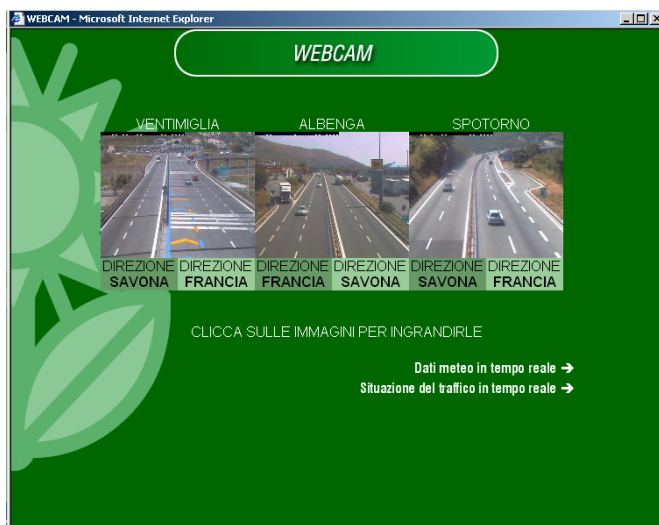 WEBCAM - Microsoft Internet Explorer
WEBCAM
VENTIMIGLIA ALBENGA SPOTORNO
DIREZIONE DIREZIONE DIREZIONE DIREZIONE DIREZIONE DIREZIONE
SAVONA FRANCIA FRANCIA SAVONA SAVONA FRANCIA
CLICCA SULLE IMMAGINI PER INGRANDIRLE
Dati meteo in tempo reale →
Situazione del traffico in tempo reale →